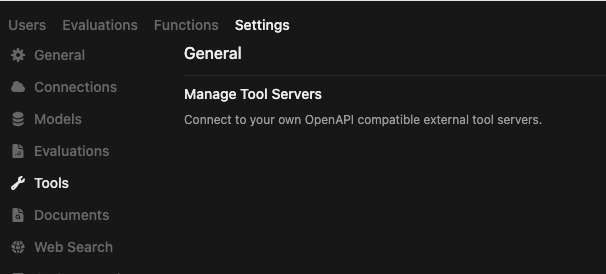 Users Evaluations Functions Settings
General
Connections
Models
Evaluations
Tools
Documents
Web Search
General
Manage Tool Servers
Connect to your own OpenAPI compatible external tool servers.